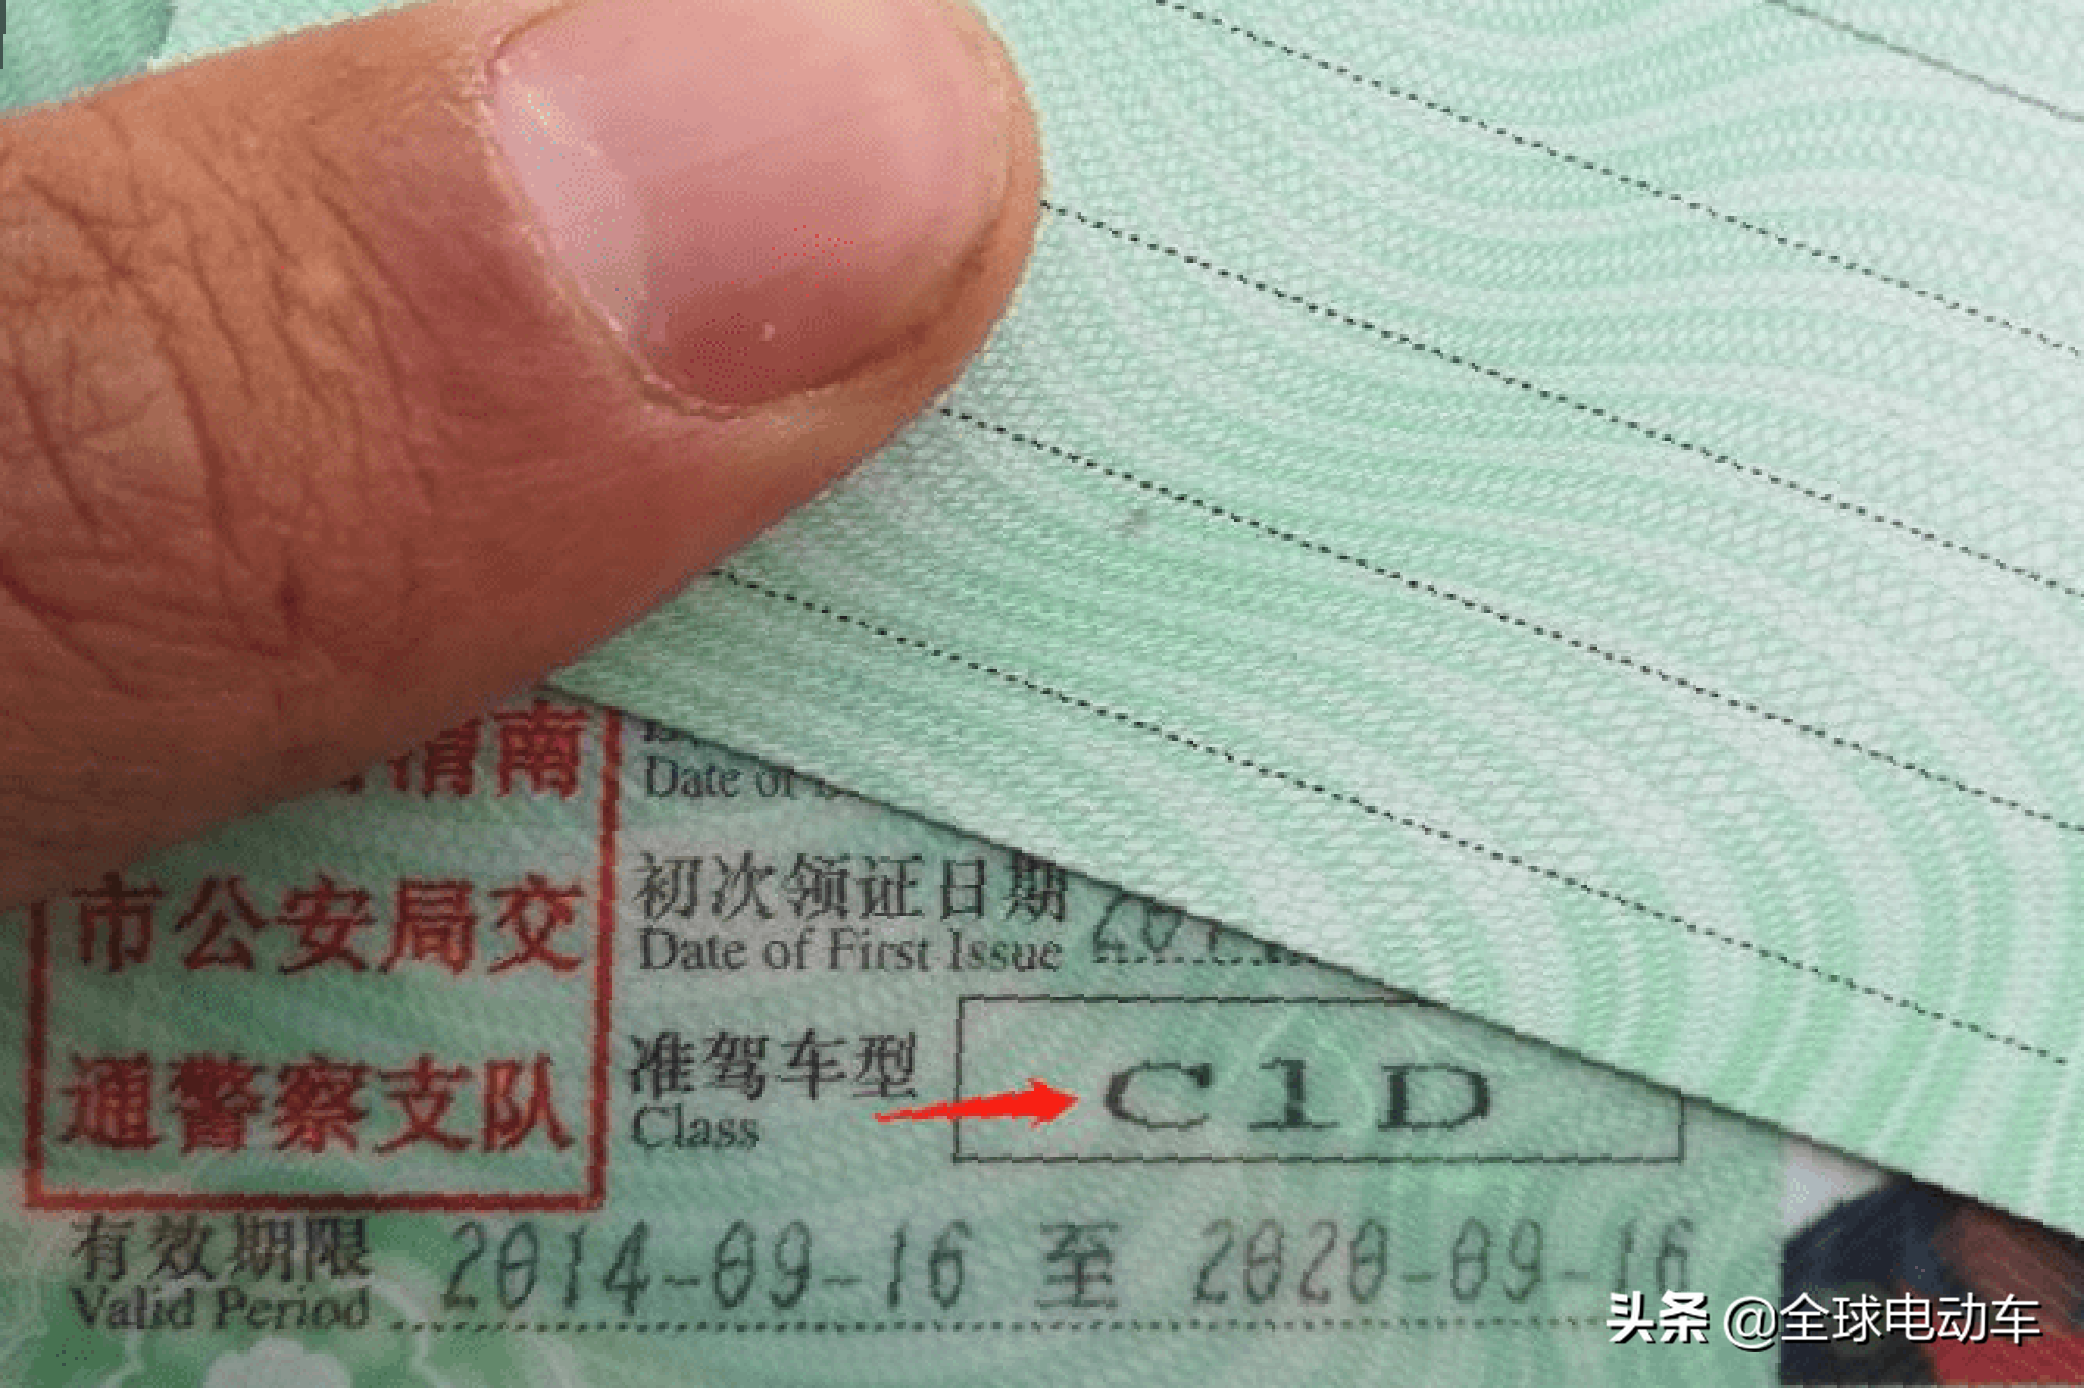 渭南
市公安局交
通警察支队
Date of
初次领证日期
Date of First Issue 201
准驾车型
Class
C1D
有效期限
Valid Period
2014-09-16 至 2020-09-16
头条 @全球电动车